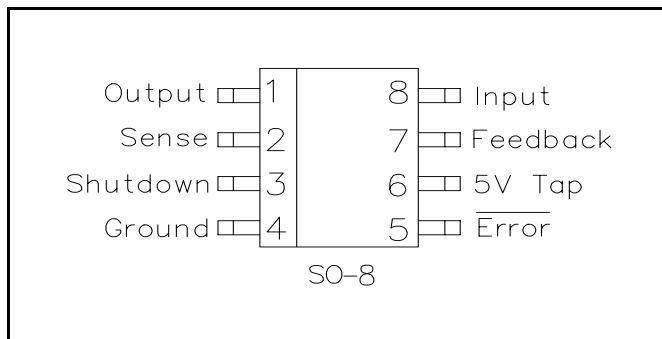 Output 1 8 Input
Sense 2 7 Feedback
Shutdown 3 6 5V Tap
Ground 4 5 Error
SO-8